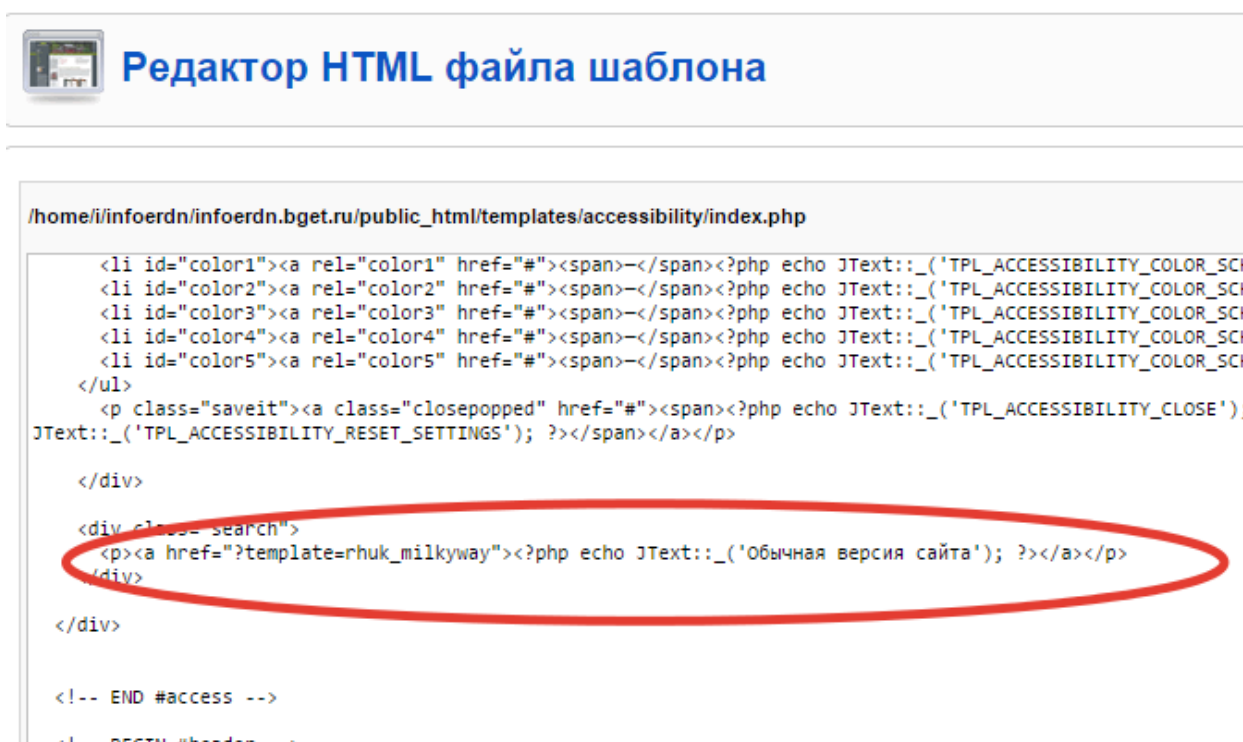 Редактор HTML файла шаблона
/home/i/infoerdn/infoerdn.bget.ru/public_html/templates/accessibility/index.php
<li id="color1"><a rel="color1" href="#"><span>—</span><?php echo JText::_('TPL_ACCESSIBILITY_COLOR_SCH
<li id="color2"><a rel="color2" href="#"><span>—</span><?php echo JText::_('TPL_ACCESSIBILITY_COLOR_SCH
<li id="color3"><a rel="color3" href="#"><span>—</span><?php echo JText::_('TPL_ACCESSIBILITY_COLOR_SCH
<li id="color4"><a rel="color4" href="#"><span>—</span><?php echo JText::_('TPL_ACCESSIBILITY_COLOR_SCH
<li id="color5"><a rel="color5" href="#"><span>—</span><?php echo JText::_('TPL_ACCESSIBILITY_COLOR_SCH
</ul>
<p class="saveit"><a class="closepopped" href="#"><span><?php echo JText::_('TPL_ACCESSIBILITY_CLOSE');
JText::_('TPL_ACCESSIBILITY_RESET_SETTINGS'); ?></span></a></p>
</div>
<div class="search">
<p><a href="?template=rhuk_milkyway"><?php echo JText::_('Обычная версия сайта'); ?></a></p>
</div>
</div>
<!-- END #access -->